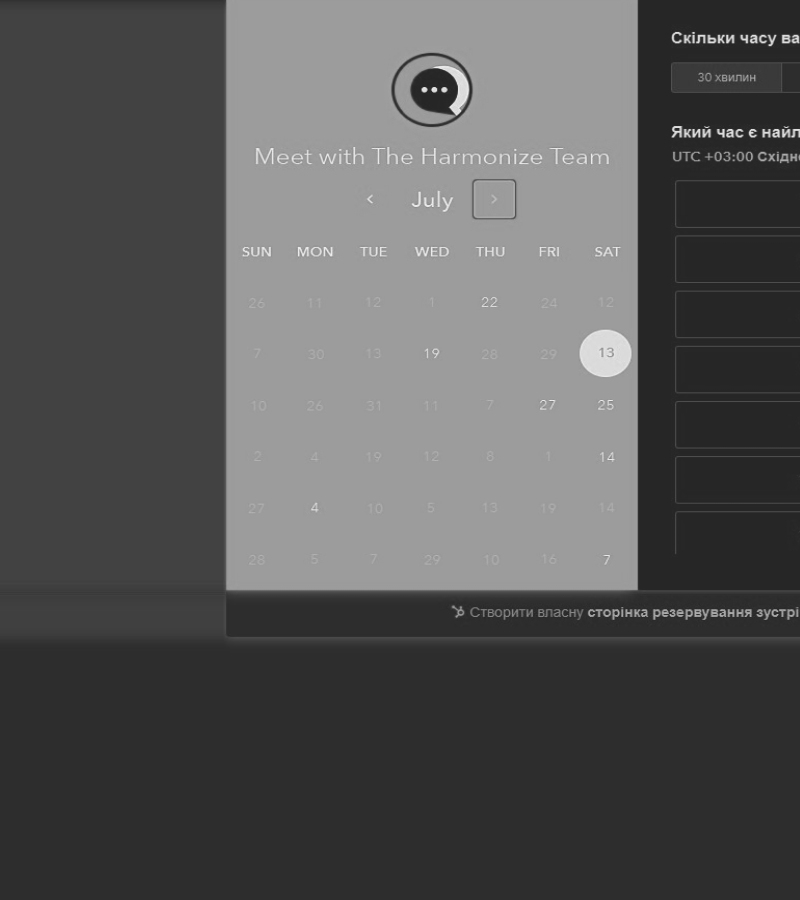 Meet with The Harmonize Team
July
SUN MON TUE WED THU FRI SAT
26 11 12 1 22 24 12
7 30 13 19 28 29 13
10 26 31 11 7 27 25
2 4 19 12 8 1 14
27 4 10 5 13 19 14
28 5 7 29 10 16 7
Скільки часу ва
30 хвилин
Який час є найл
UTC +03:00 Східн
Створити власну сторінка резервування зустрі